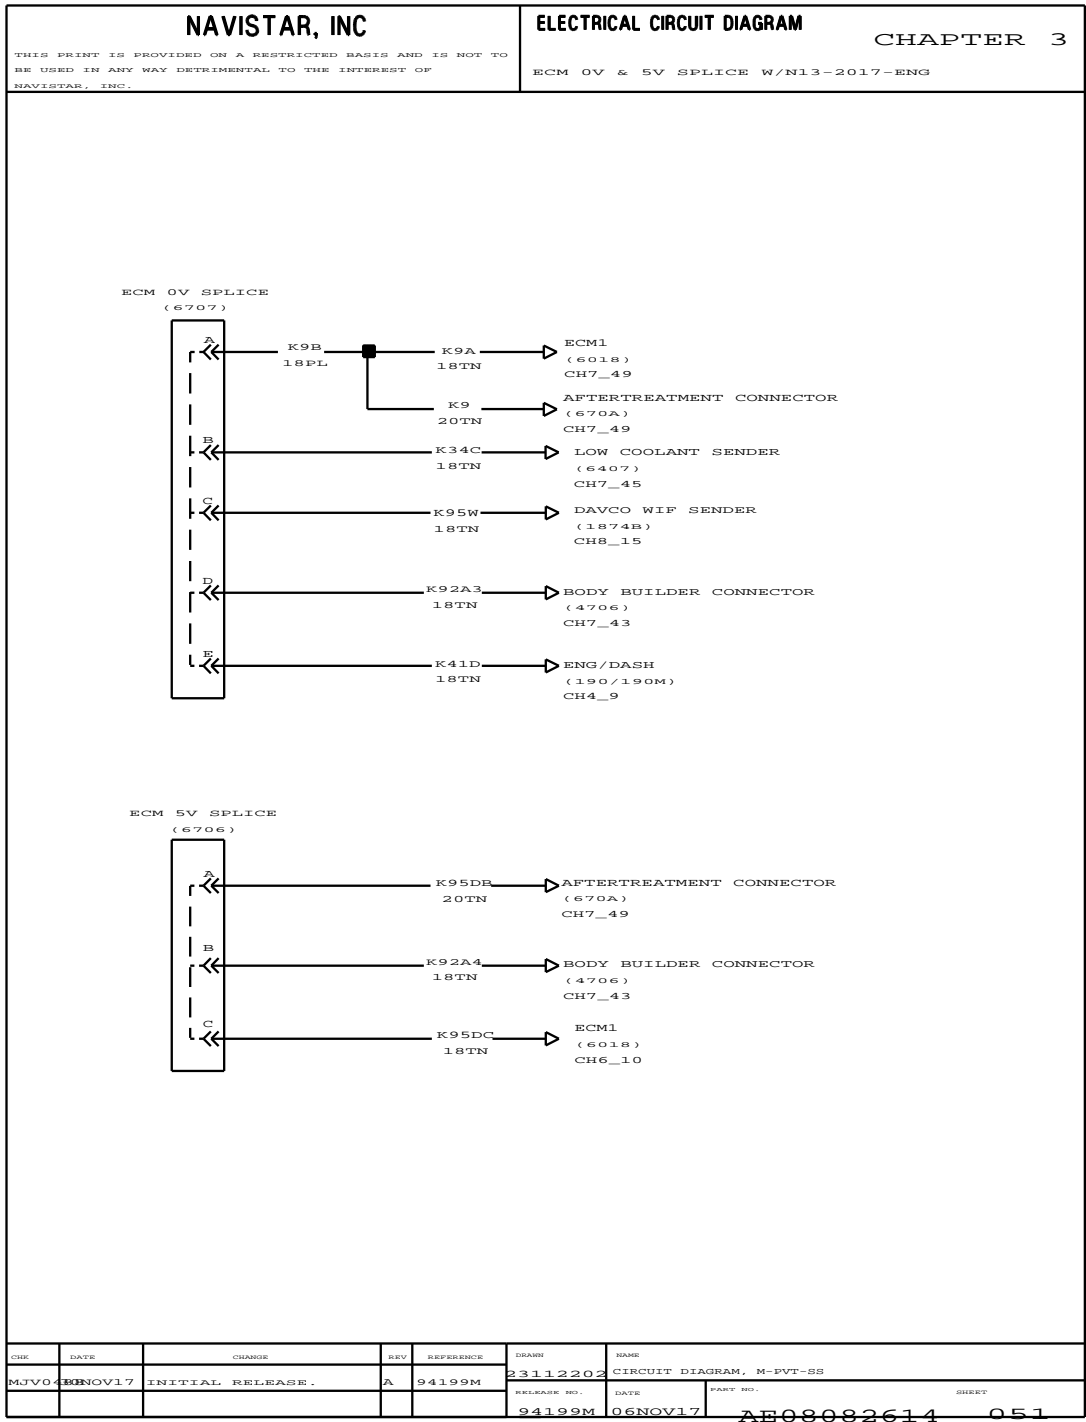 NAVISTAR, INC
THIS PRINT IS PROVIDED ON A RESTRICTED BASIS AND IS NOT TO
BE USED IN ANY WAY DETRIMENTAL TO THE INTEREST OF
NAVISTAR, INC.
ELECTRICAL CIRCUIT DIAGRAM
CHAPTER 3
ECM 0V & 5V SPLICE W/N13-2017-ENG
ECM 0V SPLICE
(6707)
A
K9B
18PL
K9A
18TN
ECM1
(6018)
CH7_49
K9
20TN
AFTERTREATMENT CONNECTOR
(670A)
CH7_49
B
K34C
18TN
LOW COOLANT SENDER
(6407)
CH7_45
C
K95W
18TN
DAVCO WIF SENDER
(1874B)
CH8_15
D
K92A3
18TN
BODY BUILDER CONNECTOR
(4706)
CH7_43
E
K41D
18TN
ENG/DASH
(190/190M)
CH4_9
ECM 5V SPLICE
(6706)
A
K95DB
20TN
AFTERTREATMENT CONNECTOR
(670A)
CH7_49
B
K92A4
18TN
BODY BUILDER CONNECTOR
(4706)
CH7_43
C
K95DC
18TN
ECM1
(6018)
CH6_10
CHK DATE CHANGE REV REFERENCE
INITIAL RELEASE. A 94199M
DRAWN
23112202
NAME
CIRCUIT DIAGRAM, M-PVT-SS
RELEASE NO.
94199M
DATE
06NOV17
PART NO.
AE08082614
SHEET
051